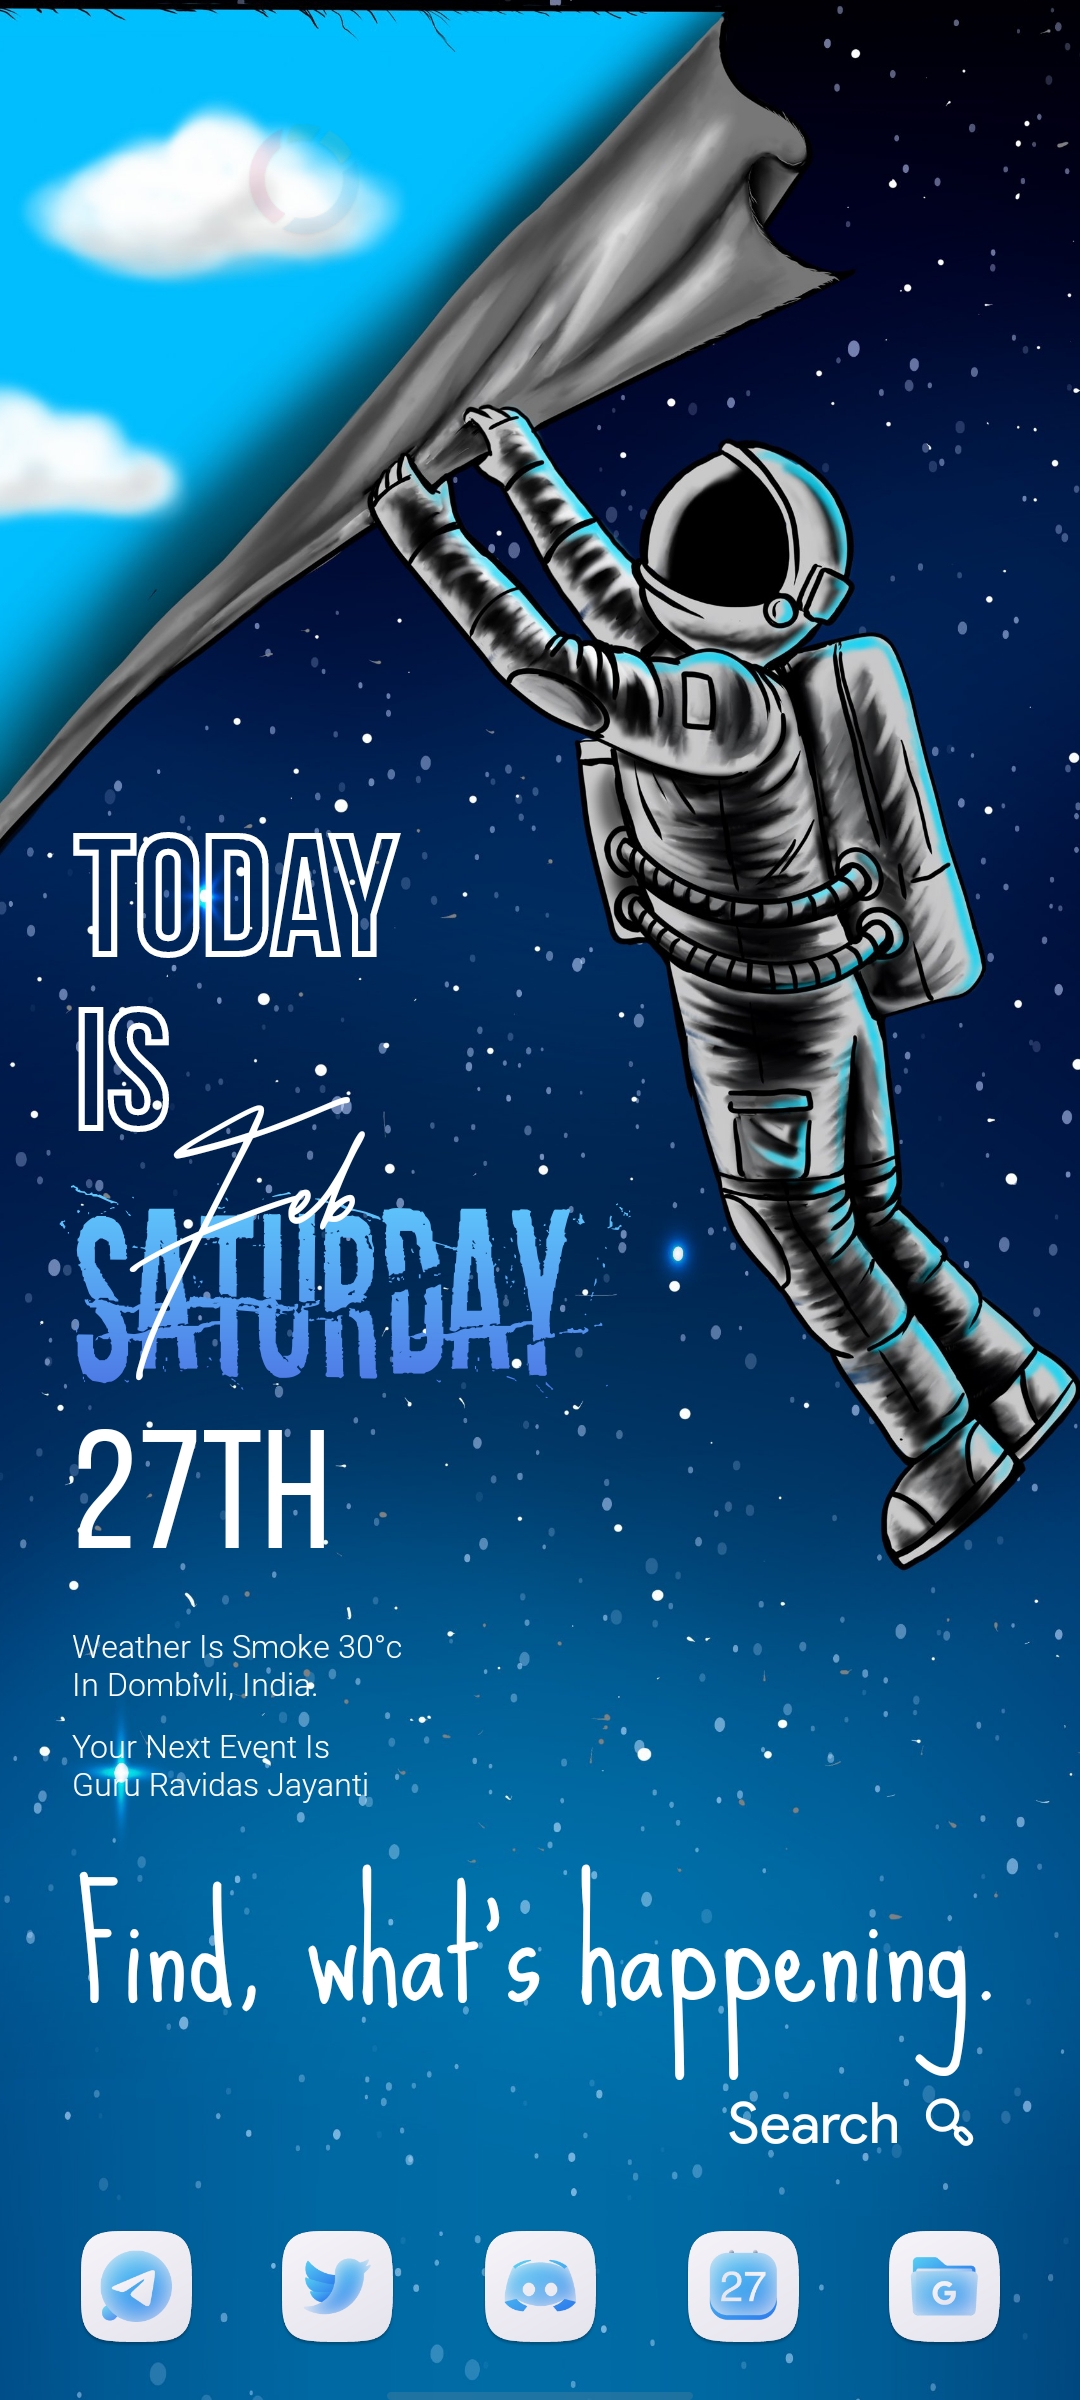 TODAY
IS
Feb
SATURDAY
27TH
Weather Is Smoke 30°c
In Dombivli, India.
Your Next Event Is
Guru Ravidas Jayanti
Find, what's happening.
Search
27
G